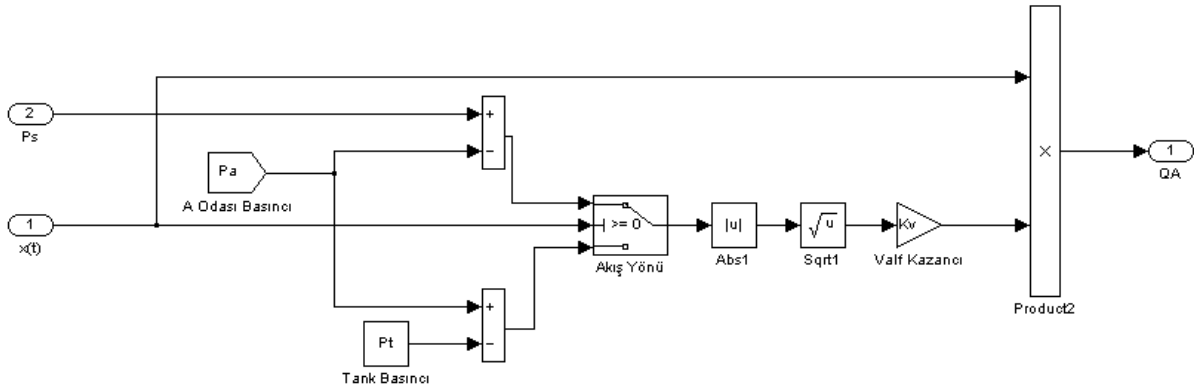 2
Ps
Pa
A Odası Basıncı
1
x(t)
+
−
>= 0
Akış Yönü
|u|
Abs1
√u
Sqrt1
Kv
Valf Kazancı
+
−
Pt
Tank Basıncı
×
Product2
1
QA